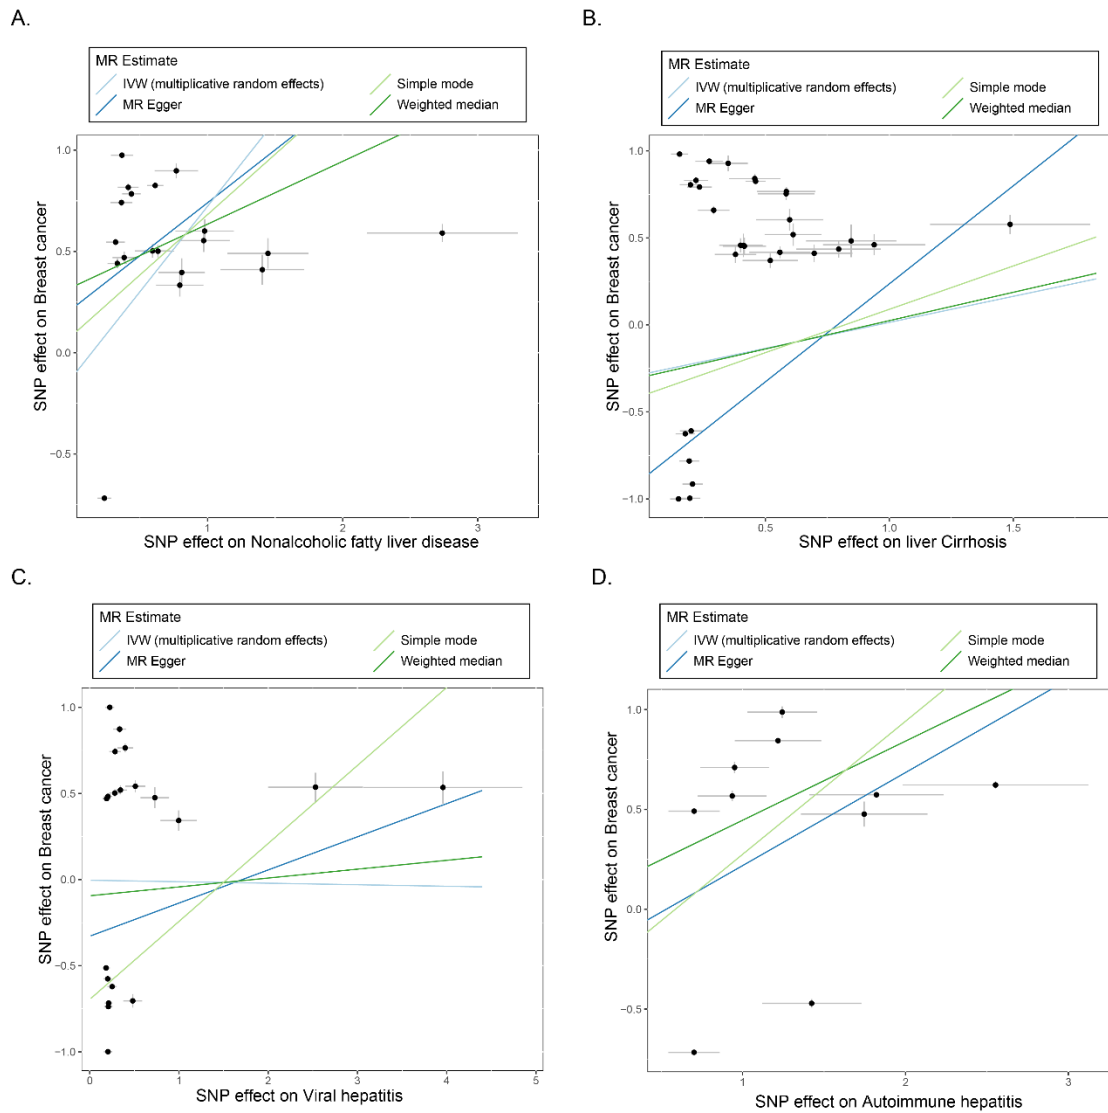 A.
MR Estimate
IVW (multiplicative random effects)
Simple mode
MR Egger
Weighted median
1.0
0.5
0.0
−0.5
SNP effect on Breast cancer
1
2
3
SNP effect on Nonalcoholic fatty liver disease
B.
MR Estimate
IVW (multiplicative random effects)
Simple mode
MR Egger
Weighted median
1.0
0.5
0.0
−0.5
−1.0
SNP effect on Breast cancer
0.5
1.0
1.5
SNP effect on liver Cirrhosis
C.
MR Estimate
IVW (multiplicative random effects)
Simple mode
MR Egger
Weighted median
1.0
0.5
0.0
−0.5
−1.0
SNP effect on Breast cancer
0
1
2
3
4
5
SNP effect on Viral hepatitis
D.
MR Estimate
IVW (multiplicative random effects)
Simple mode
MR Egger
Weighted median
1.0
0.5
0.0
−0.5
SNP effect on Breast cancer
1
2
3
SNP effect on Autoimmune hepatitis